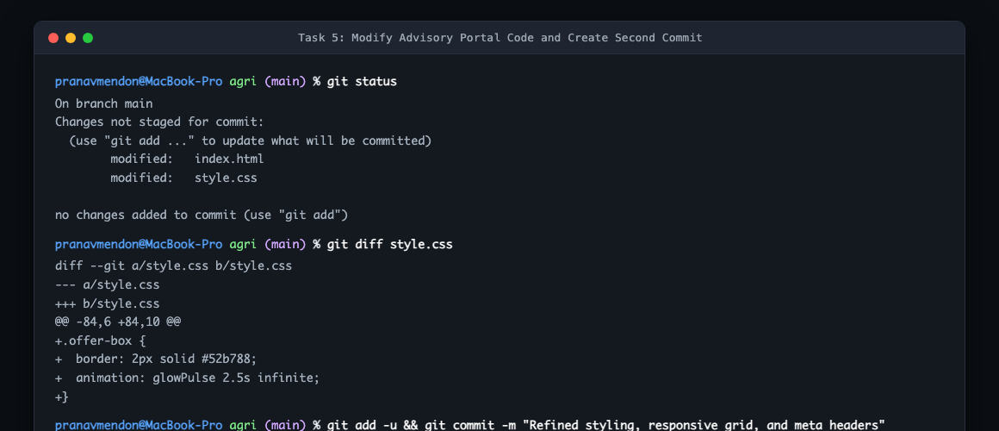 Task 5: Modify Advisory Portal Code and Create Second Commit
pranavmendon@MacBook-Pro agri (main) % git status
On branch main
Changes not staged for commit:
  (use "git add ..." to update what will be committed)
        modified:   index.html
        modified:   style.css

no changes added to commit (use "git add")
pranavmendon@MacBook-Pro agri (main) % git diff style.css
diff --git a/style.css b/style.css
--- a/style.css
+++ b/style.css
@@ -84,6 +84,10 @@
+.offer-box {
+  border: 2px solid #52b788;
+  animation: glowPulse 2.5s infinite;
+}
pranavmendon@MacBook-Pro agri (main) % git add -u && git commit -m "Refined styling, responsive grid, and meta headers"